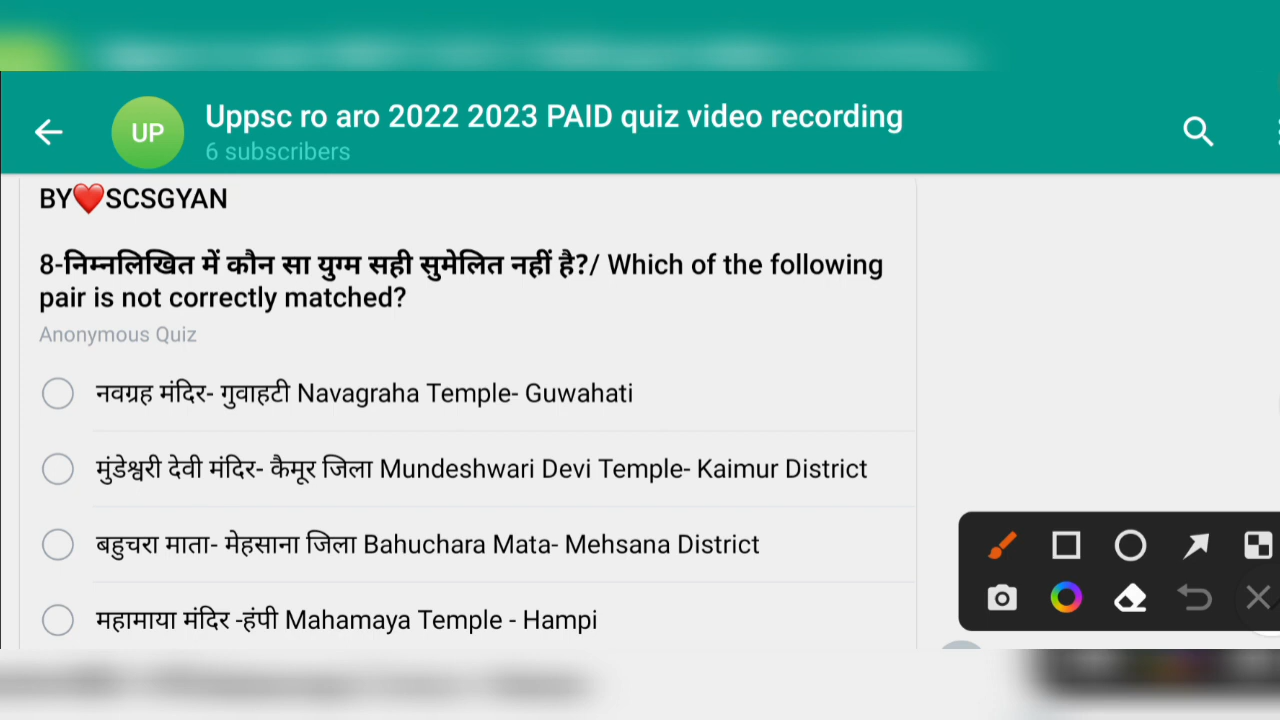 Uppsc ro aro 2022 2023 PAID quiz video recording
UP
6 subscribers
BY❤️SCSGYAN
8-निम्नलिखित में कौन सा युग्म सही सुमेलित नहीं है?/ Which of the following
pair is not correctly matched?
Anonymous Quiz
नवग्रह मंदिर- गुवाहटी Navagraha Temple- Guwahati
मुंडेश्वरी देवी मंदिर- कैमूर जिला Mundeshwari Devi Temple- Kaimur District
बहुचरा माता- मेहसाना जिला Bahuchara Mata- Mehsana District
महामाया मंदिर -हंपी Mahamaya Temple - Hampi